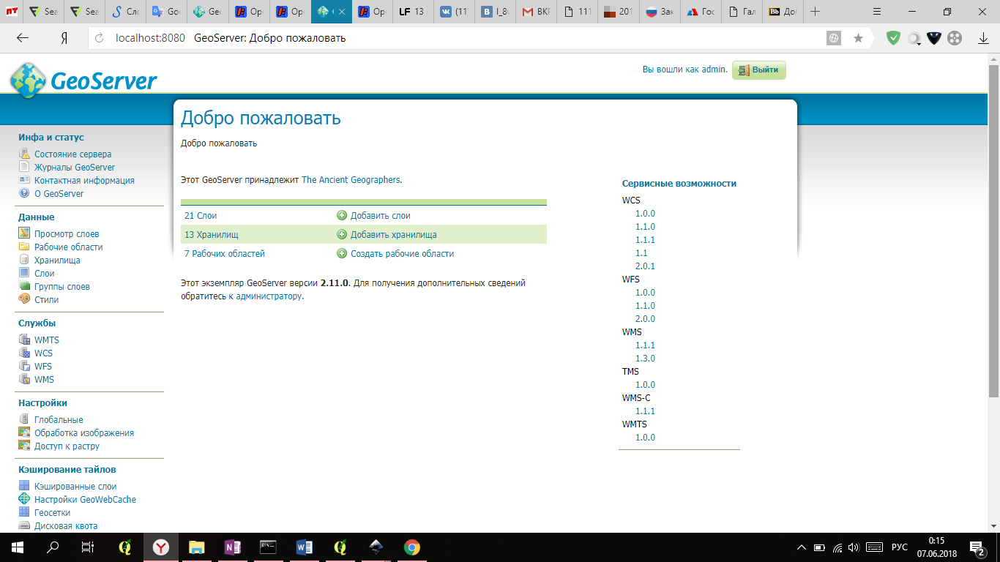 Sea
Sea
Сло
Goo
Geo
Ope
Ope
G
Ope
LF 13
(11
I_8v
ВКР
111
201
Зак
Гос
Гал
Доб
localhost:8080 GeoServer: Добро пожаловать
GeoServer
Вы вошли как admin.
Выйти
Инфа и статус
Состояние сервера
Журналы GeoServer
Контактная информация
О GeoServer
Данные
Просмотр слоев
Рабочие области
Хранилища
Слои
Группы слоев
Стили
Службы
WMTS
WCS
WFS
WMS
Настройки
Глобальные
Обработка изображения
Доступ к растру
Кэширование тайлов
Кэшированные слои
Настройки GeoWebCache
Геосетки
Дисковая квота
Добро пожаловать
Добро пожаловать
Этот GeoServer принадлежит The Ancient Geographers.
21 Слои Добавить слои
13 Хранилищ Добавить хранилища
7 Рабочих областей Создать рабочие области
Этот экземпляр GeoServer версии 2.11.0. Для получения дополнительных сведений
обратитесь к администратору.
Сервисные возможности
WCS
1.0.0
1.1.0
1.1.1
1.1
2.0.1
WFS
1.0.0
1.1.0
2.0.0
WMS
1.1.1
1.3.0
TMS
1.0.0
WMS-C
1.1.1
WMTS
1.0.0
РУС
0:15
07.06.2018
2